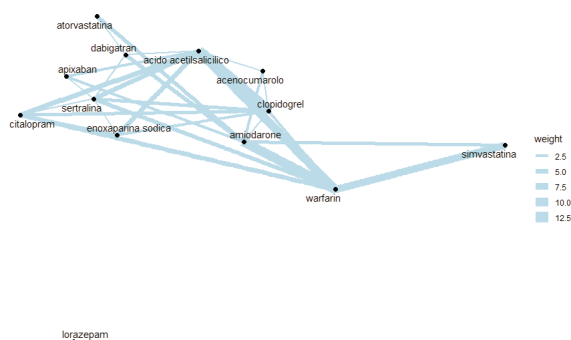 atorvastatina
dabigatran
acido acetilsalicilico
apixaban
acenocumarolo
sertralina
clopidogrel
citalopram
enoxaparina sodica
amiodarone
simvastatina
warfarin
lorazepam
weight
2.5
5.0
7.5
10.0
12.5